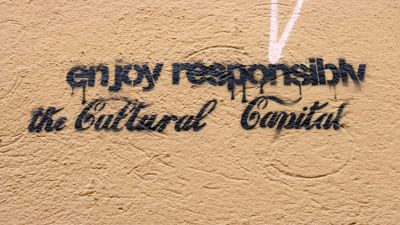 enjoy responsibly
the Cultural Capital